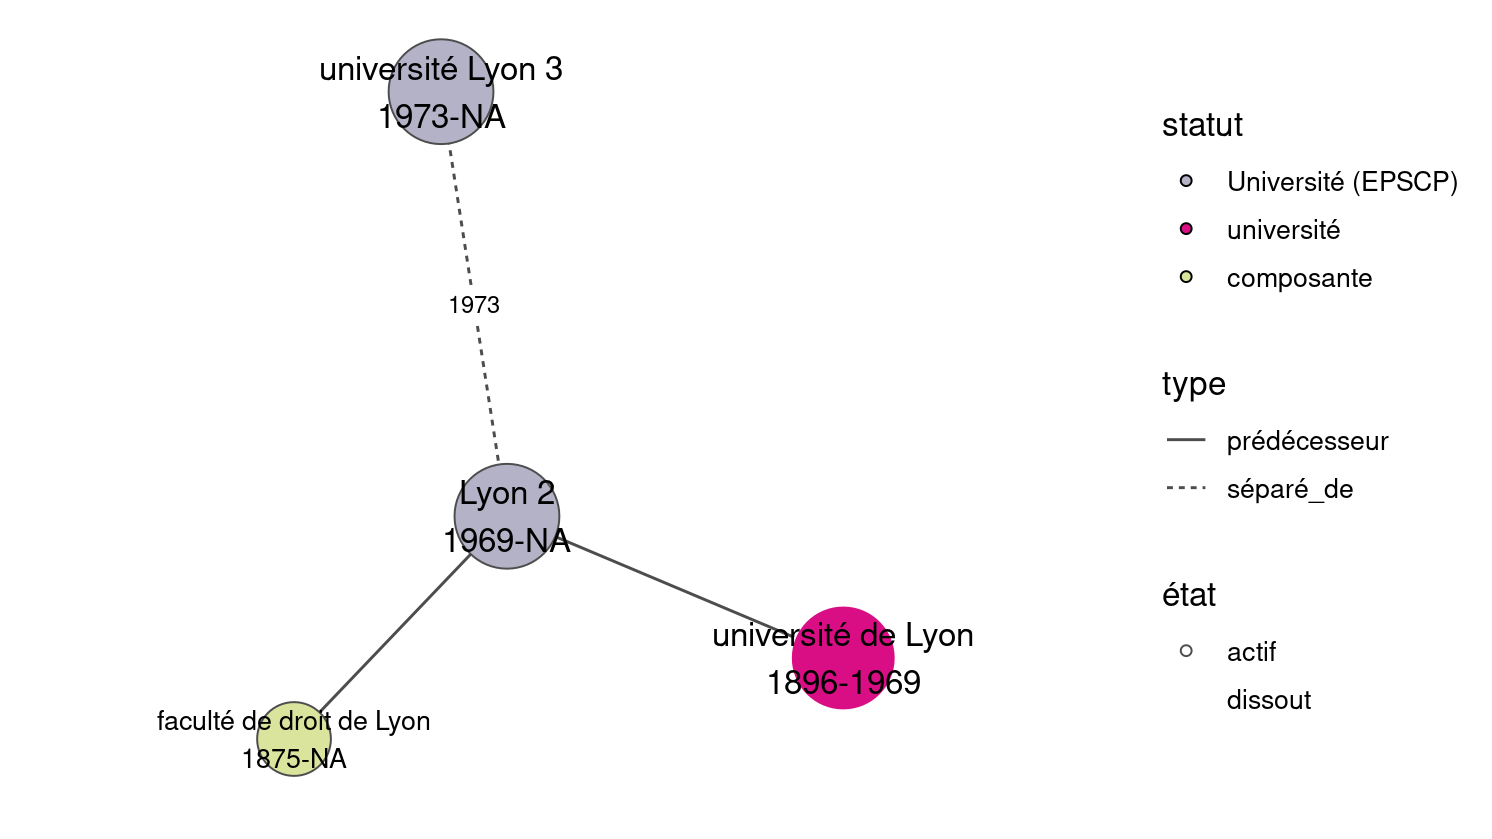 université Lyon 3
1973-NA
1973
Lyon 2
1969-NA
université de Lyon
1896-1969
faculté de droit de Lyon
1875-NA
statut
Université (EPSCP)
université
composante
type
prédécesseur
séparé_de
état
actif
dissout